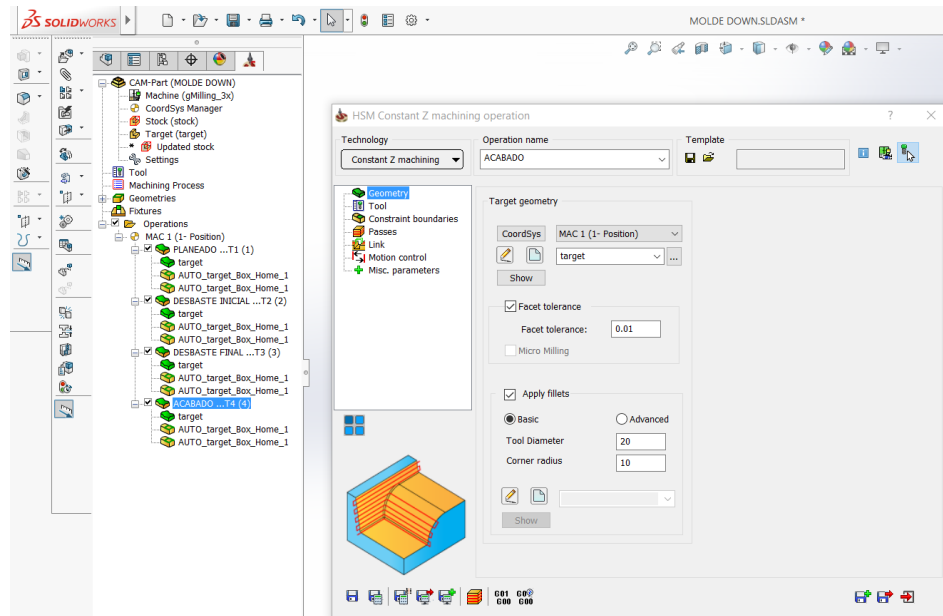 SOLIDWORKS
MOLDE DOWN.SLDASM *
CAM-Part (MOLDE DOWN)
Machine (gMilling_3x)
CoordSys Manager
Stock (stock)
Target (target)
* Updated stock
Settings
Tool
Machining Process
Geometries
Fixtures
Operations
MAC 1 (1- Position)
PLANEADO ...T1 (1)
target
AUTO_target_Box_Home_1
AUTO_target_Box_Home_1
DESBASTE INICIAL ...T2 (2)
target
AUTO_target_Box_Home_1
AUTO_target_Box_Home_1
DESBASTE FINAL ...T3 (3)
target
AUTO_target_Box_Home_1
AUTO_target_Box_Home_1
ACABADO ...T4 (4)
target
AUTO_target_Box_Home_1
AUTO_target_Box_Home_1
HSM Constant Z machining operation
Technology
Constant Z machining
Operation name
ACABADO
Template
Geometry
Tool
Constraint boundaries
Passes
Link
Motion control
Misc. parameters
Target geometry
CoordSys
MAC 1 (1- Position)
target
...
Show
Facet tolerance
Facet tolerance:
0.01
Micro Milling
Apply fillets
Basic
Advanced
Tool Diameter
20
Corner radius
10
Show
G01 G0
G00 G00